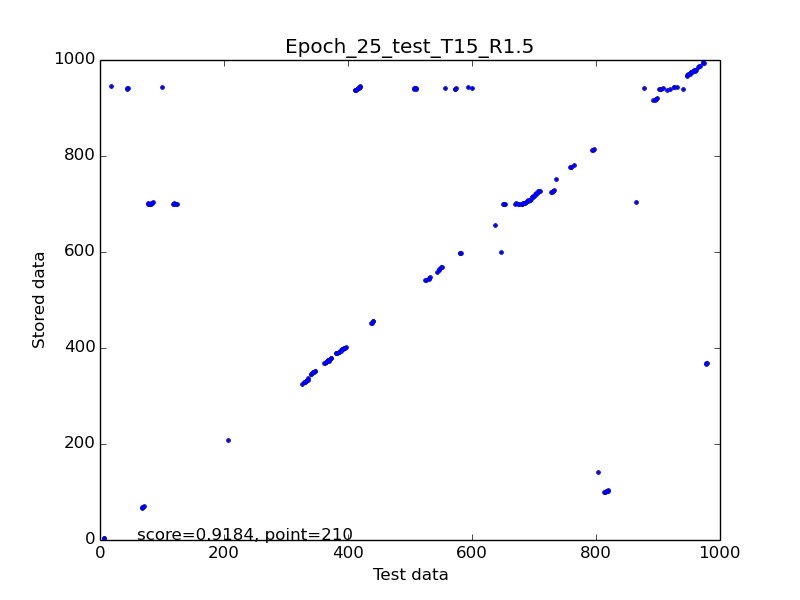 Epoch_25_test_T15_R1.5
1000
800
600
400
200
0
Stored data
score=0.9184, point=210
0 200 400 600 800 1000
Test data